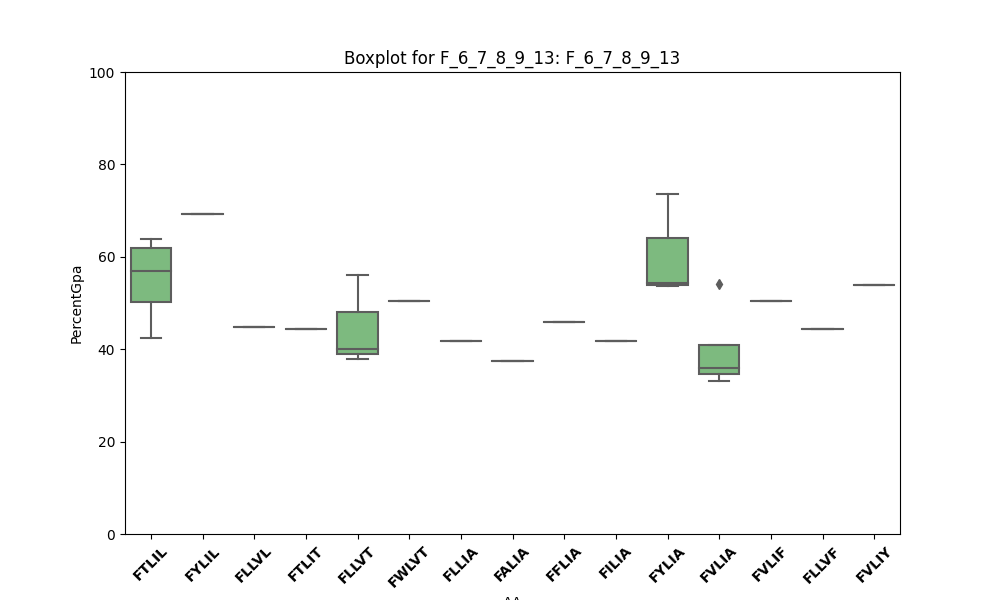 Boxplot for F_6_7_8_9_13: F_6_7_8_9_13
100
80
60
40
20
0
PercentGpa
FTLIL
FYLIL
FLLVL
FTLIT
FLLVT
FWLVT
FLLIA
FALIA
FFLIA
FILIA
FYLIA
FVLIA
FVLIF
FLLVF
FVLIY